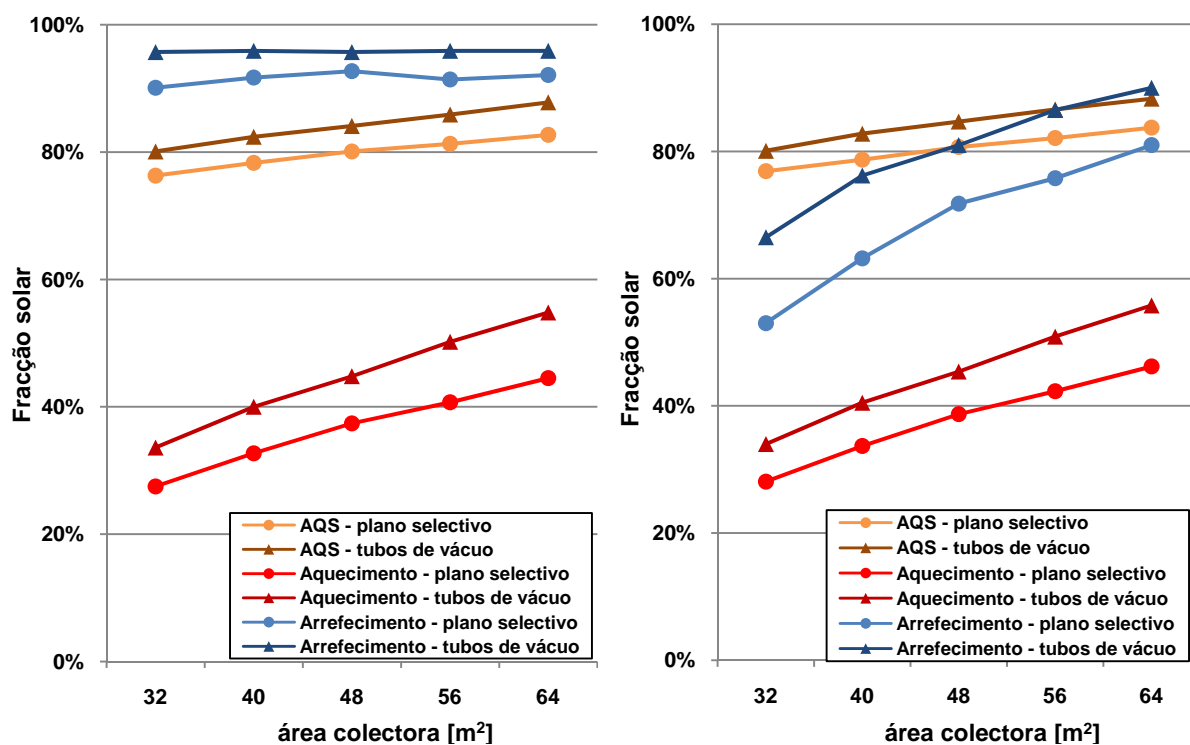 100%
80%
60%
40%
20%
0%
Fracção solar
AQS - plano selectivo
AQS - tubos de vácuo
Aquecimento - plano selectivo
Aquecimento - tubos de vácuo
Arrefecimento - plano selectivo
Arrefecimento - tubos de vácuo
32 40 48 56 64
área colectora [m²]
100%
80%
60%
40%
20%
0%
Fracção solar
AQS - plano selectivo
AQS - tubos de vácuo
Aquecimento - plano selectivo
Aquecimento - tubos de vácuo
Arrefecimento - plano selectivo
Arrefecimento - tubos de vácuo
32 40 48 56 64
área colectora [m²]